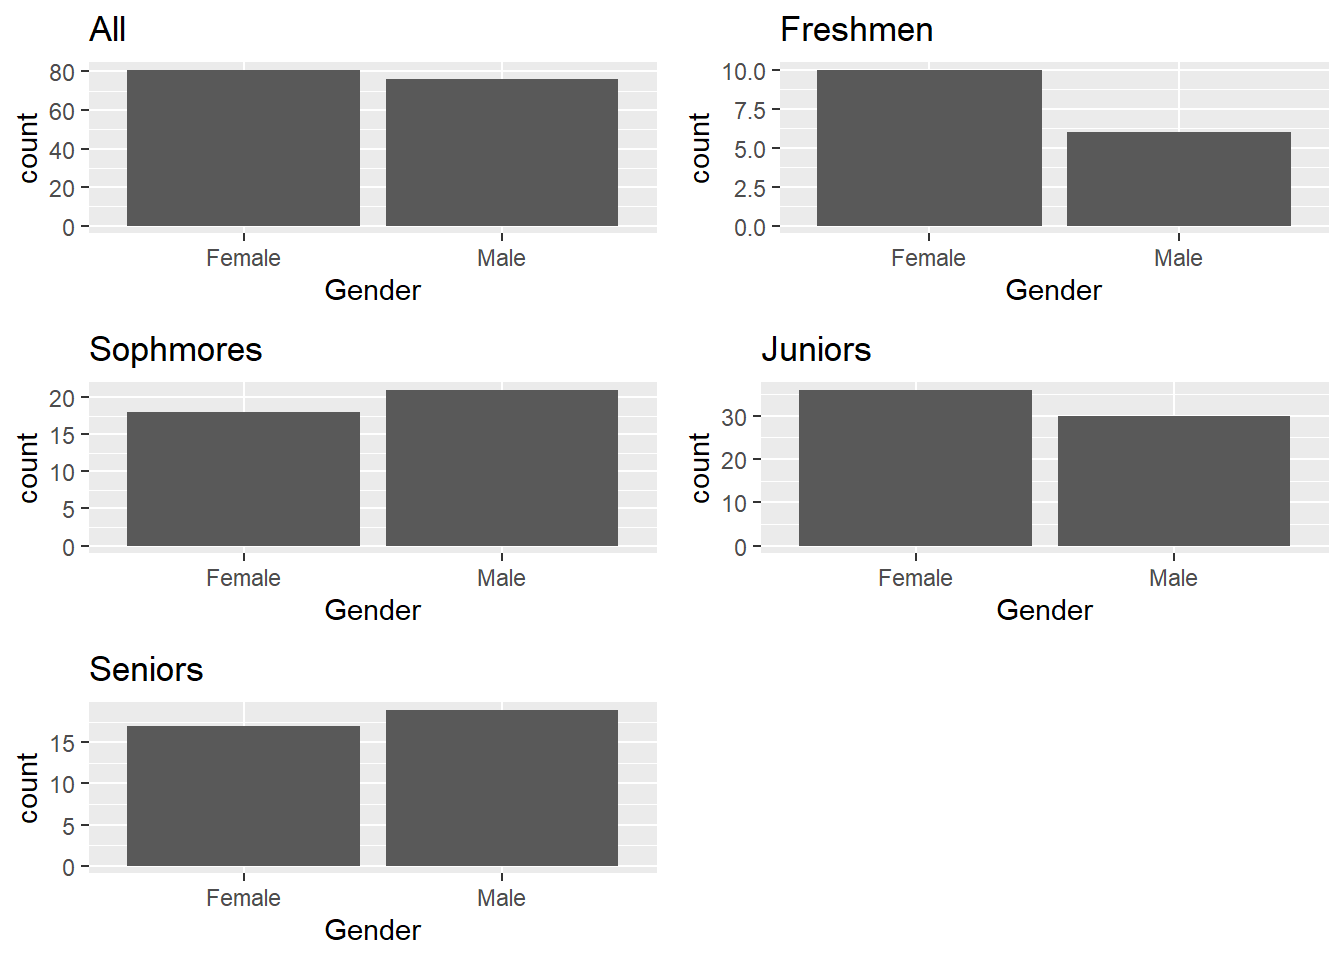 All
count
80
60
40
20
0
Female Male
Gender
Freshmen
count
10.0
7.5
5.0
2.5
0.0
Female Male
Gender
Sophmores
count
20
15
10
5
0
Female Male
Gender
Juniors
count
30
20
10
0
Female Male
Gender
Seniors
count
15
10
5
0
Female Male
Gender